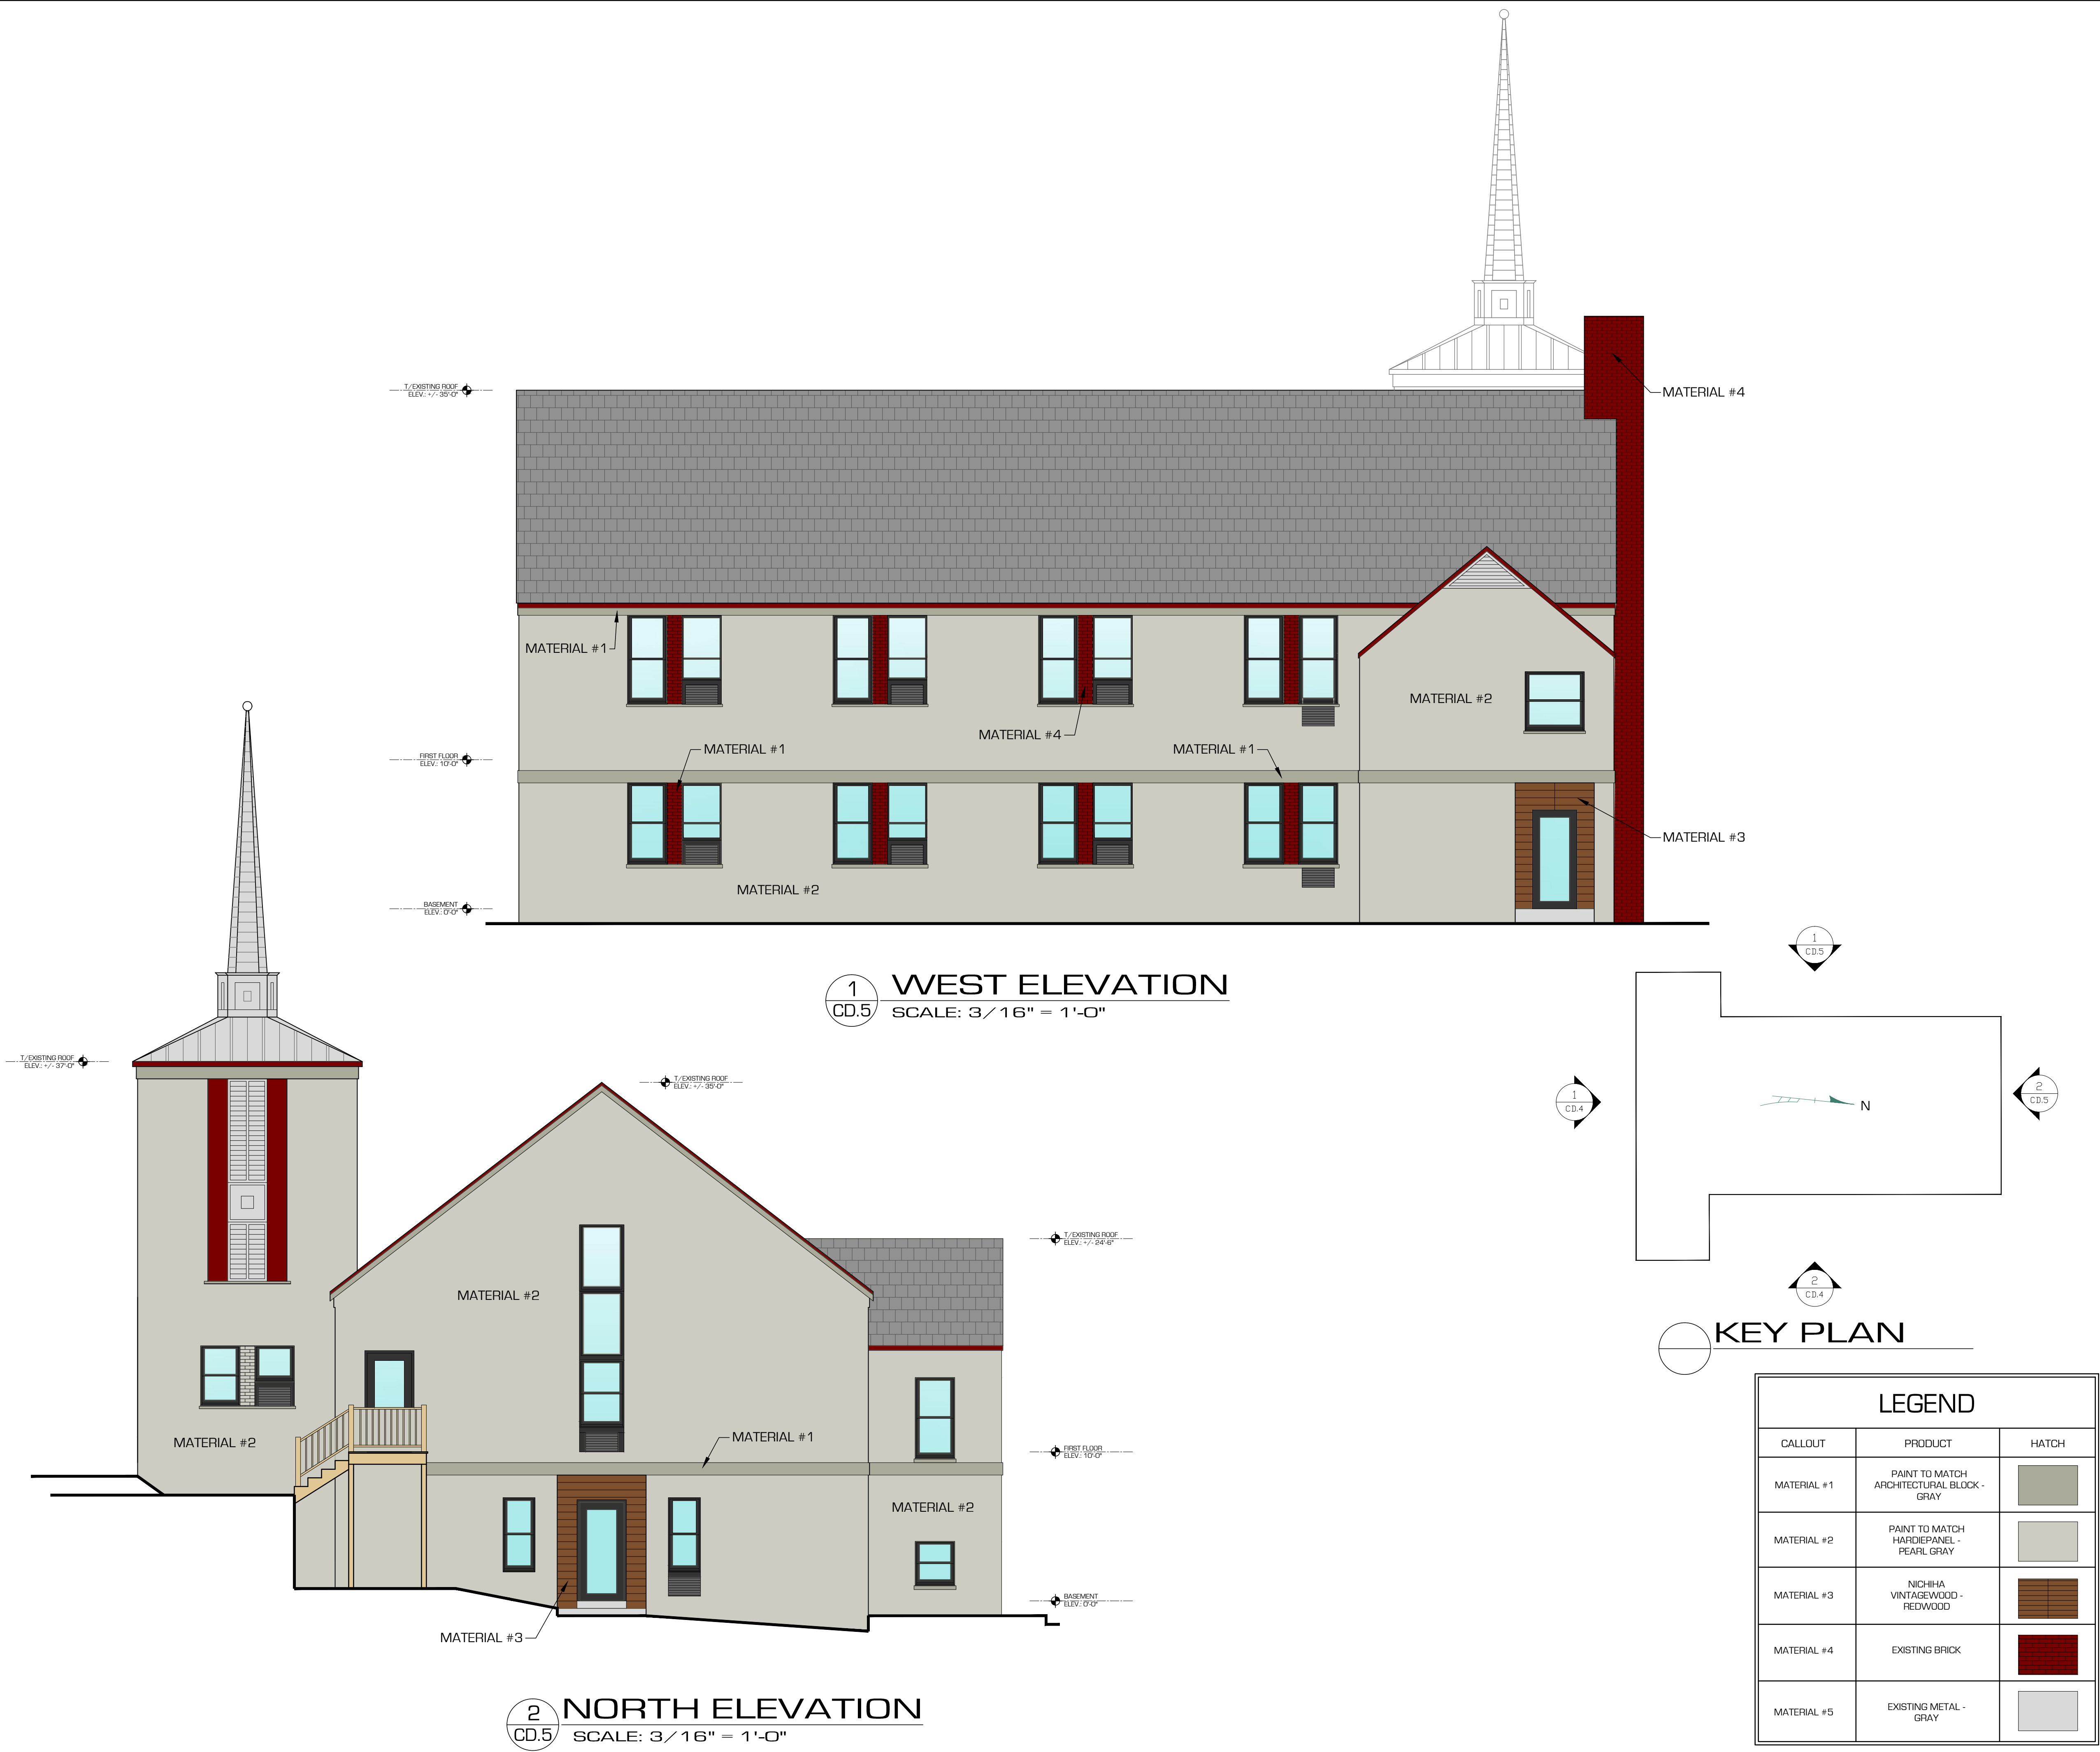 MATERIAL #4
T/EXISTING ROOF
ELEV.: +/- 35'-0"
MATERIAL #1
MATERIAL #2
MATERIAL #4
MATERIAL #1
MATERIAL #1
FIRST FLOOR
ELEV.: 10'-0"
MATERIAL #3
MATERIAL #2
BASEMENT
ELEV.: 0'-0"
1
CD.5
WEST ELEVATION
SCALE: 3/16" = 1'-0"
T/EXISTING ROOF
ELEV.: +/- 37'-0"
T/EXISTING ROOF
ELEV.: +/- 35'-0"
T/EXISTING ROOF
ELEV.: +/- 24'-6"
MATERIAL #2
MATERIAL #2
MATERIAL #1
FIRST FLOOR
ELEV.: 10'-0"
MATERIAL #2
BASEMENT
ELEV.: 0'-0"
MATERIAL #3
2
CD.5
NORTH ELEVATION
SCALE: 3/16" = 1'-0"
1
CD.5
1
CD.4
N
2
CD.5
2
CD.4
KEY PLAN
LEGEND
CALLOUT PRODUCT HATCH
MATERIAL #1 PAINT TO MATCH
ARCHITECTURAL BLOCK -
GRAY
MATERIAL #2 PAINT TO MATCH
HARDIEPANEL -
PEARL GRAY
MATERIAL #3 NICHIHA
VINTAGEWOOD -
REDWOOD
MATERIAL #4 EXISTING BRICK
MATERIAL #5 EXISTING METAL -
GRAY